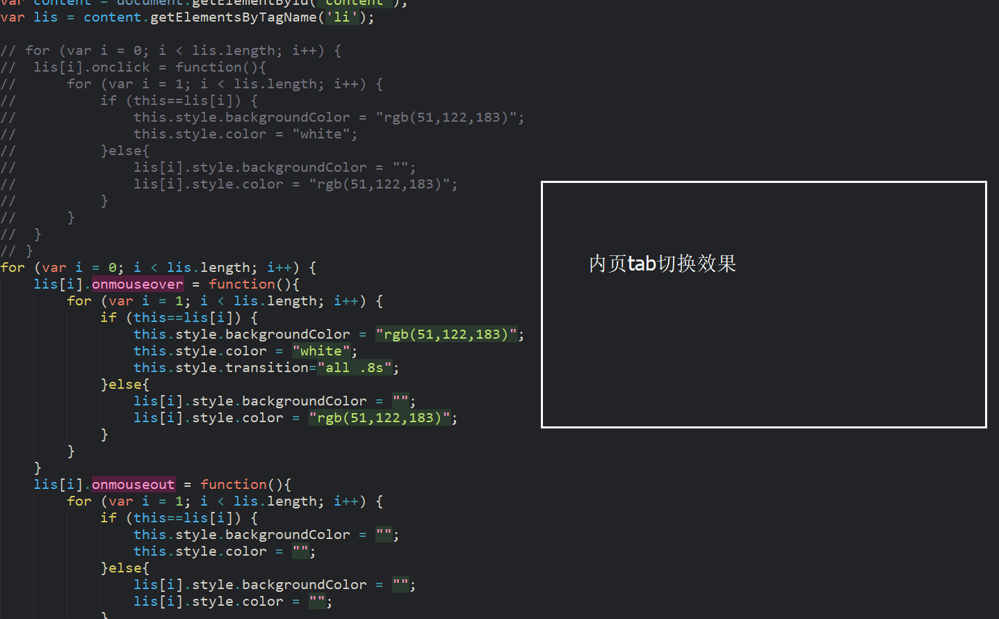 var content = document.getElementById('content');
var lis = content.getElementsByTagName('li');
// for (var i = 0; i < lis.length; i++) {
//  lis[i].onclick = function(){
//      for (var i = 1; i < lis.length; i++) {
//          if (this==lis[i]) {
//              this.style.backgroundColor = "rgb(51,122,183)";
//              this.style.color = "white";
//          }else{
//              lis[i].style.backgroundColor = "";
//              lis[i].style.color = "rgb(51,122,183)";
//          }
//      }
//  }
// }
for (var i = 0; i < lis.length; i++) {
    lis[i].onmouseover = function(){
        for (var i = 1; i < lis.length; i++) {
            if (this==lis[i]) {
                this.style.backgroundColor = "rgb(51,122,183)";
                this.style.color = "white";
                this.style.transition="all .8s";
            }else{
                lis[i].style.backgroundColor = "";
                lis[i].style.color = "rgb(51,122,183)";
            }
        }
    }
    lis[i].onmouseout = function(){
        for (var i = 1; i < lis.length; i++) {
            if (this==lis[i]) {
                this.style.backgroundColor = "";
                this.style.color = "";
            }else{
                lis[i].style.backgroundColor = "";
                lis[i].style.color = "";
            }
内页tab切换效果